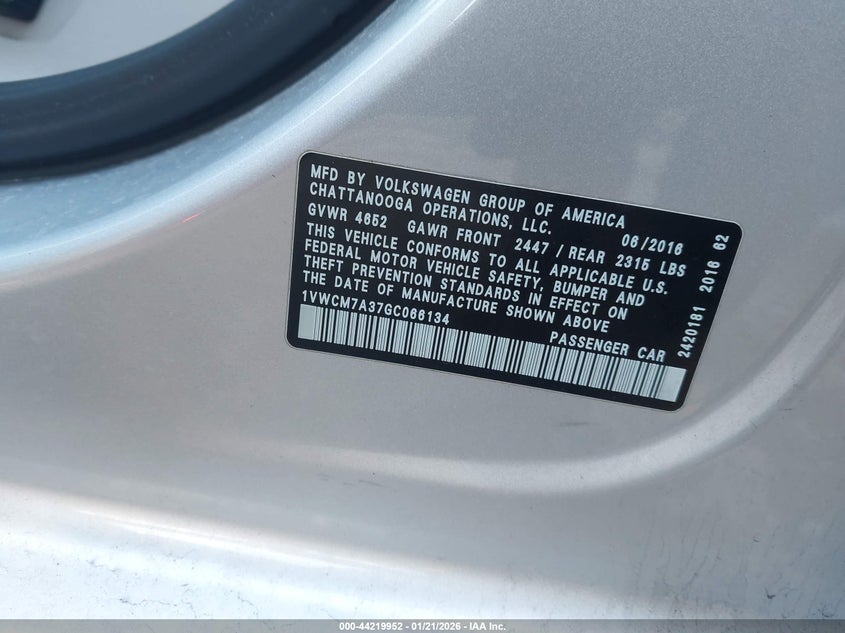 MFD BY VOLKSWAGEN GROUP OF AMERICA
CHATTANOOGA OPERATIONS, LLC.
GVWR 4652 GAWR FRONT 2447 / REAR 2315 LBS
06/2016
THIS VEHICLE CONFORMS TO ALL APPLICABLE U.S.
FEDERAL MOTOR VEHICLE SAFETY, BUMPER AND
THEFT PREVENTION STANDARDS IN EFFECT ON
THE DATE OF MANUFACTURE SHOWN ABOVE
1VWCM7A37GC066134
PASSENGER CAR
2420181 2016 02
000-44219952 - 01/21/2026 - IAA Inc.